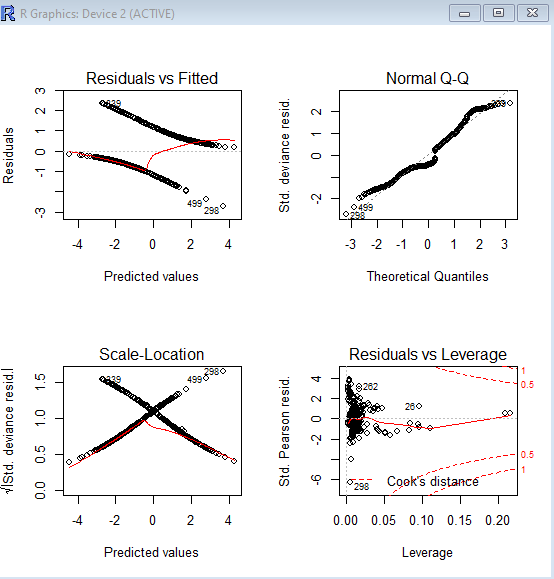 R Graphics: Device 2 (ACTIVE)
Residuals vs Fitted
Residuals
3
2
1
0
-1
-3
339
499
298
-4 -2 0 2 4
Predicted values
Normal Q-Q
Std. deviance resid.
2
0
-2
499
298
-3 -2 -1 0 1 2 3
Theoretical Quantiles
Scale-Location
√|Std. deviance resid.|
1.5
1.0
0.5
0.0
298
499
-4 -2 0 2 4
Predicted values
Residuals vs Leverage
Std. Pearson resid.
4
2
0
-2
-6
262
26
298
1
0.5
0.5
1
Cook's distance
0.00 0.05 0.10 0.15 0.20
Leverage